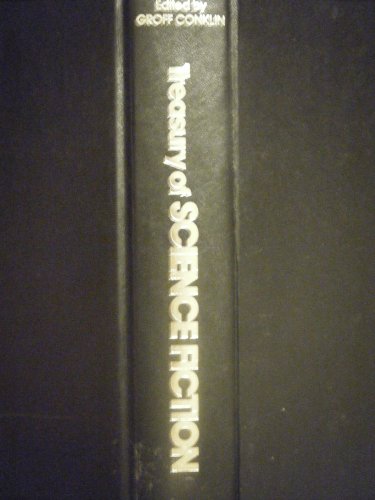 Edited by
GROFF CONKLIN
Treasury of SCIENCE FICTION